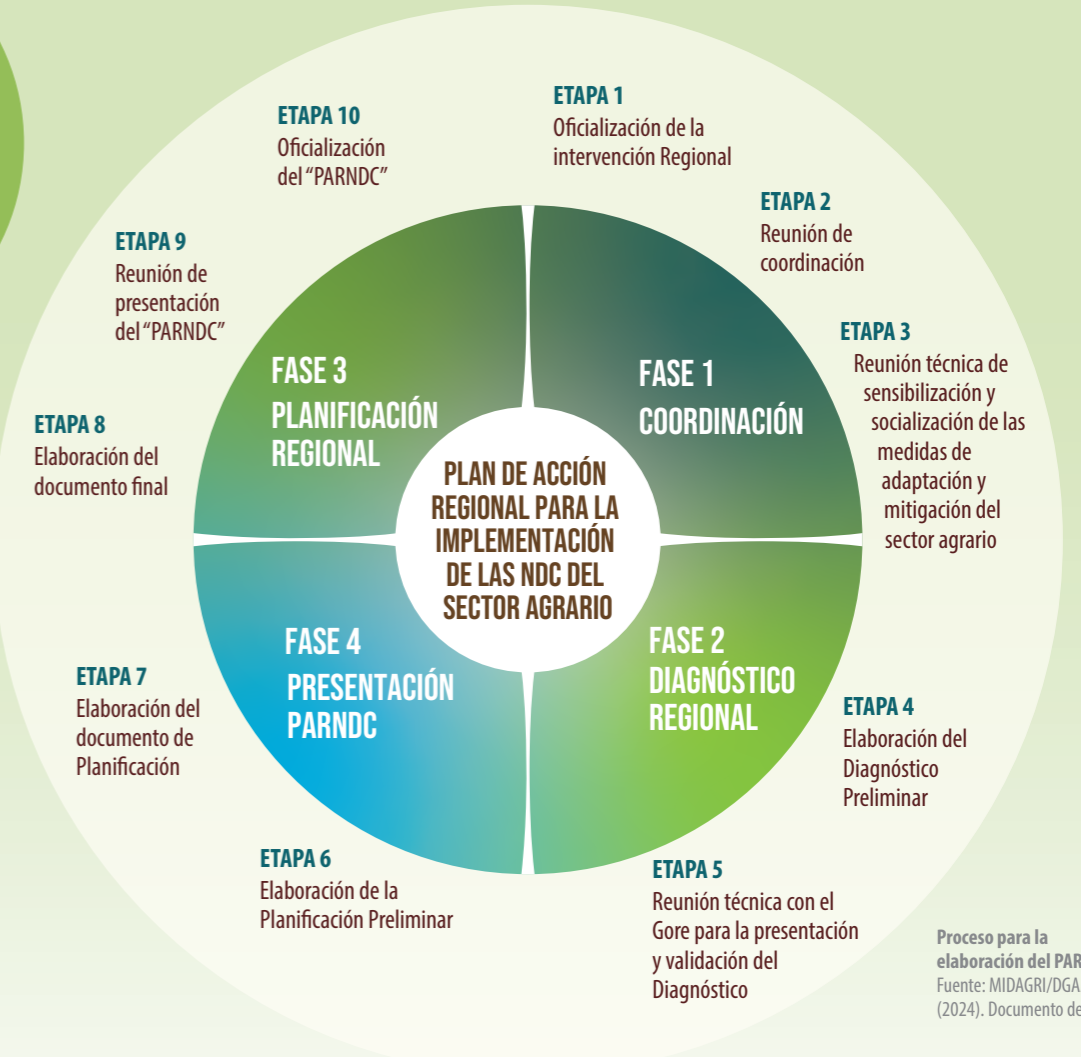 ETAPA 1
Oficialización de la
intervención Regional
ETAPA 2
Reunión de
coordinación
ETAPA 3
Reunión técnica de
sensibilización y
socialización de las
medidas de
adaptación y
mitigación del
sector agrario
ETAPA 4
Elaboración del
Diagnóstico
Preliminar
ETAPA 5
Reunión técnica con el
Gore para la presentación
y validación del
Diagnóstico
ETAPA 6
Elaboración de la
Planificación Preliminar
ETAPA 7
Elaboración del
documento de
Planificación
ETAPA 8
Elaboración del
documento final
ETAPA 9
Reunión de
presentación
del "PARNDC"
ETAPA 10
Oficialización
del "PARNDC"
FASE 1
COORDINACIÓN
FASE 2
DIAGNÓSTICO
REGIONAL
FASE 3
PLANIFICACIÓN
REGIONAL
FASE 4
PRESENTACIÓN
PARNDC
PLAN DE ACCIÓN
REGIONAL PARA LA
IMPLEMENTACIÓN
DE LAS NDC DEL
SECTOR AGRARIO
Proceso para la
elaboración del
Fuente: MIDAGRI/
(2024). Documento de